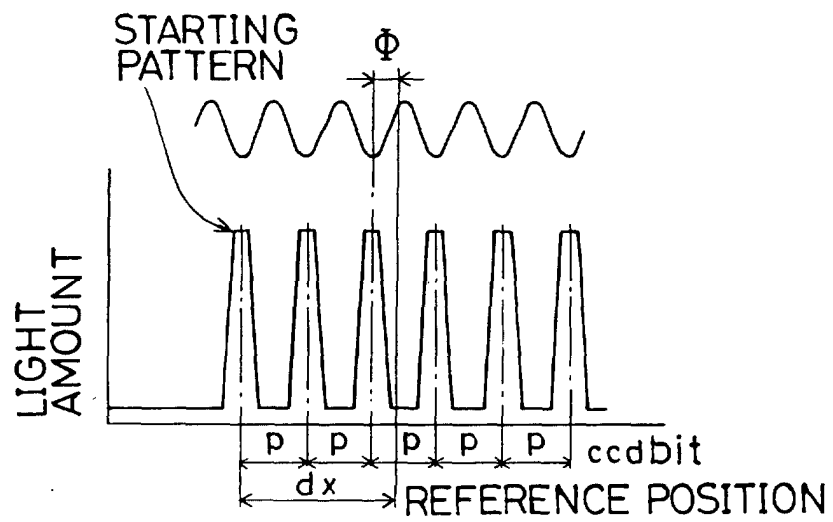 STARTING
PATTERN
Φ
LIGHT
AMOUNT
p p p p p ccdbit
dx REFERENCE POSITION